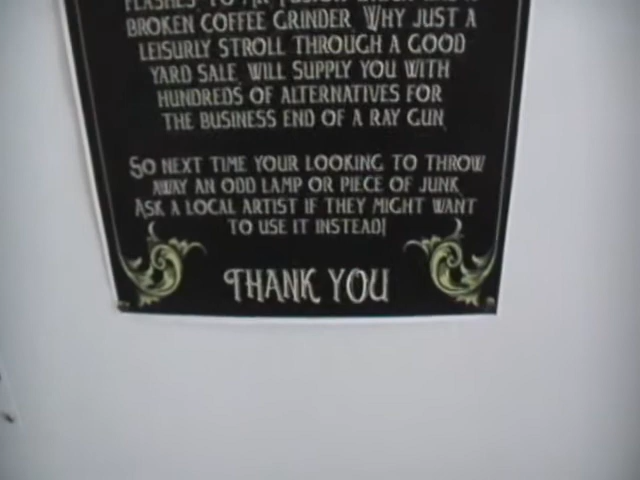 BROKEN COFFEE GRINDER. WHY JUST A
LEISURLY STROLL THROUGH A GOOD
YARD SALE, WILL SUPPLY YOU WITH
HUNDREDS OF ALTERNATIVES FOR
THE BUSINESS END OF A RAY GUN.
SO NEXT TIME YOUR LOOKING TO THROW
AWAY AN ODD LAMP OR PIECE OF JUNK,
ASK A LOCAL ARTIST IF THEY MIGHT WANT
TO USE IT INSTEAD!
THANK YOU